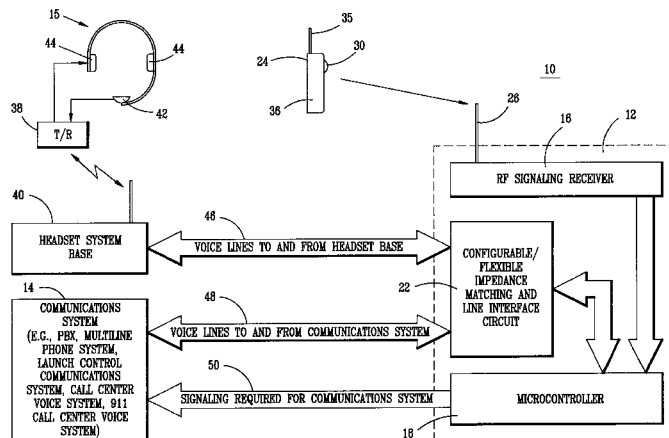 15
44
44
38
T/R
42
35
24
30
36
10
26
16
12
RF SIGNALING RECEIVER
40
HEADSET SYSTEM
BASE
46
VOICE LINES TO AND FROM HEADSET BASE
CONFIGURABLE/
FLEXIBLE
IMPEDANCE
MATCHING AND
LINE INTERFACE
CIRCUIT
22
14
COMMUNICATIONS
SYSTEM
(E.G., PBX, MULTILINE
PHONE SYSTEM,
LAUNCH CONTROL
COMMUNICATIONS
SYSTEM, CALL CENTER
VOICE SYSTEM, 911
CALL CENTER VOICE
SYSTEM)
48
VOICE LINES TO AND FROM COMMUNICATIONS SYSTEM
50
SIGNALING REQUIRED FOR COMMUNICATIONS SYSTEM
MICROCONTROLLER
18